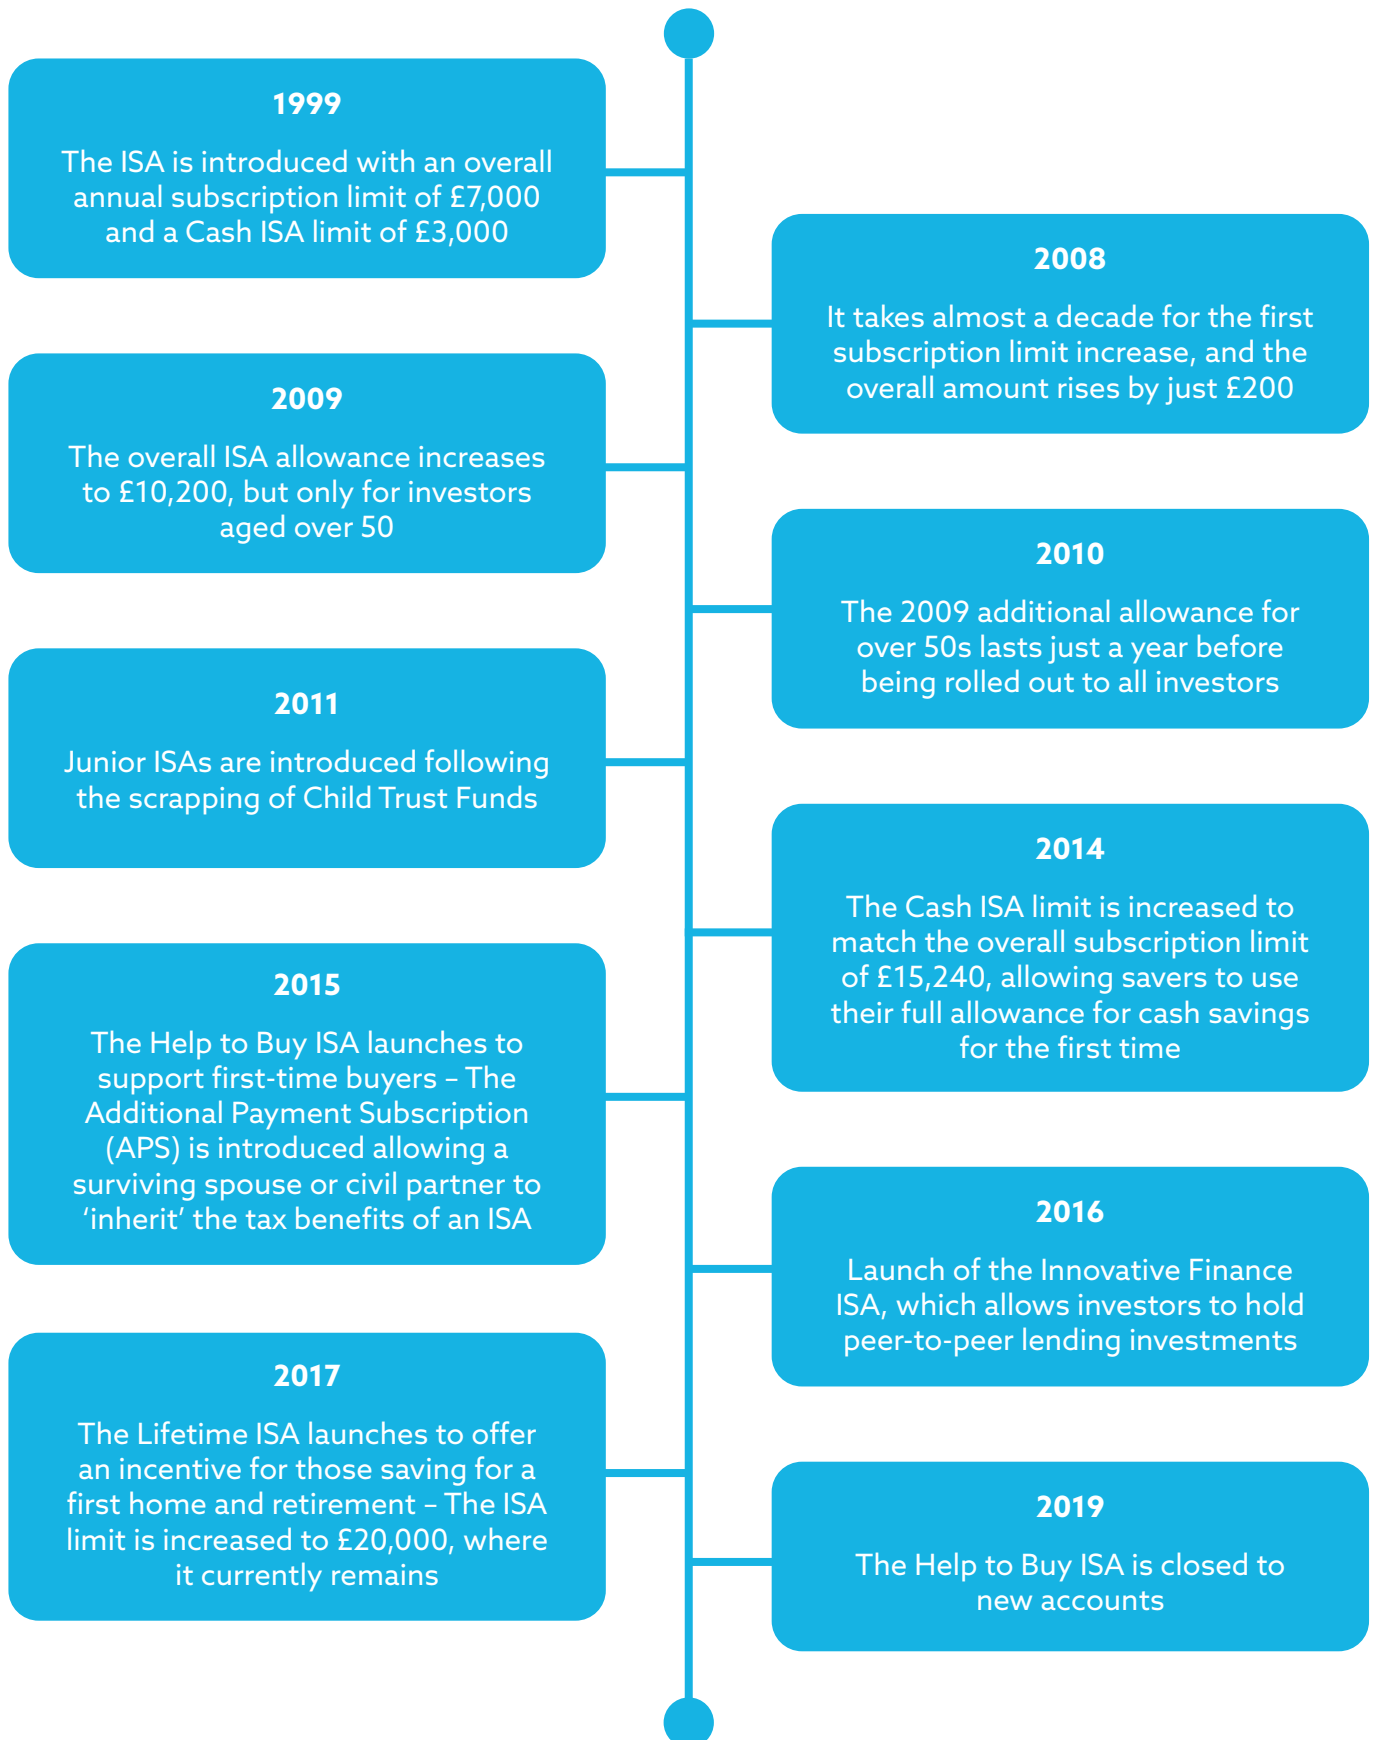 1999
The ISA is introduced with an overall
annual subscription limit of £7,000
and a Cash ISA limit of £3,000
2008
It takes almost a decade for the first
subscription limit increase, and the
overall amount rises by just £200
2009
The overall ISA allowance increases
to £10,200, but only for investors
aged over 50
2010
The 2009 additional allowance for
over 50s lasts just a year before
being rolled out to all investors
2011
Junior ISAs are introduced following
the scrapping of Child Trust Funds
2014
The Cash ISA limit is increased to
match the overall subscription limit
of £15,240, allowing savers to use
their full allowance for cash savings
for the first time
2015
The Help to Buy ISA launches to
support first-time buyers – The
Additional Payment Subscription
(APS) is introduced allowing a
surviving spouse or civil partner to
‘inherit’ the tax benefits of an ISA
2016
Launch of the Innovative Finance
ISA, which allows investors to hold
peer-to-peer lending investments
2017
The Lifetime ISA launches to offer
an incentive for those saving for a
first home and retirement – The ISA
limit is increased to £20,000, where
it currently remains
2019
The Help to Buy ISA is closed to
new accounts